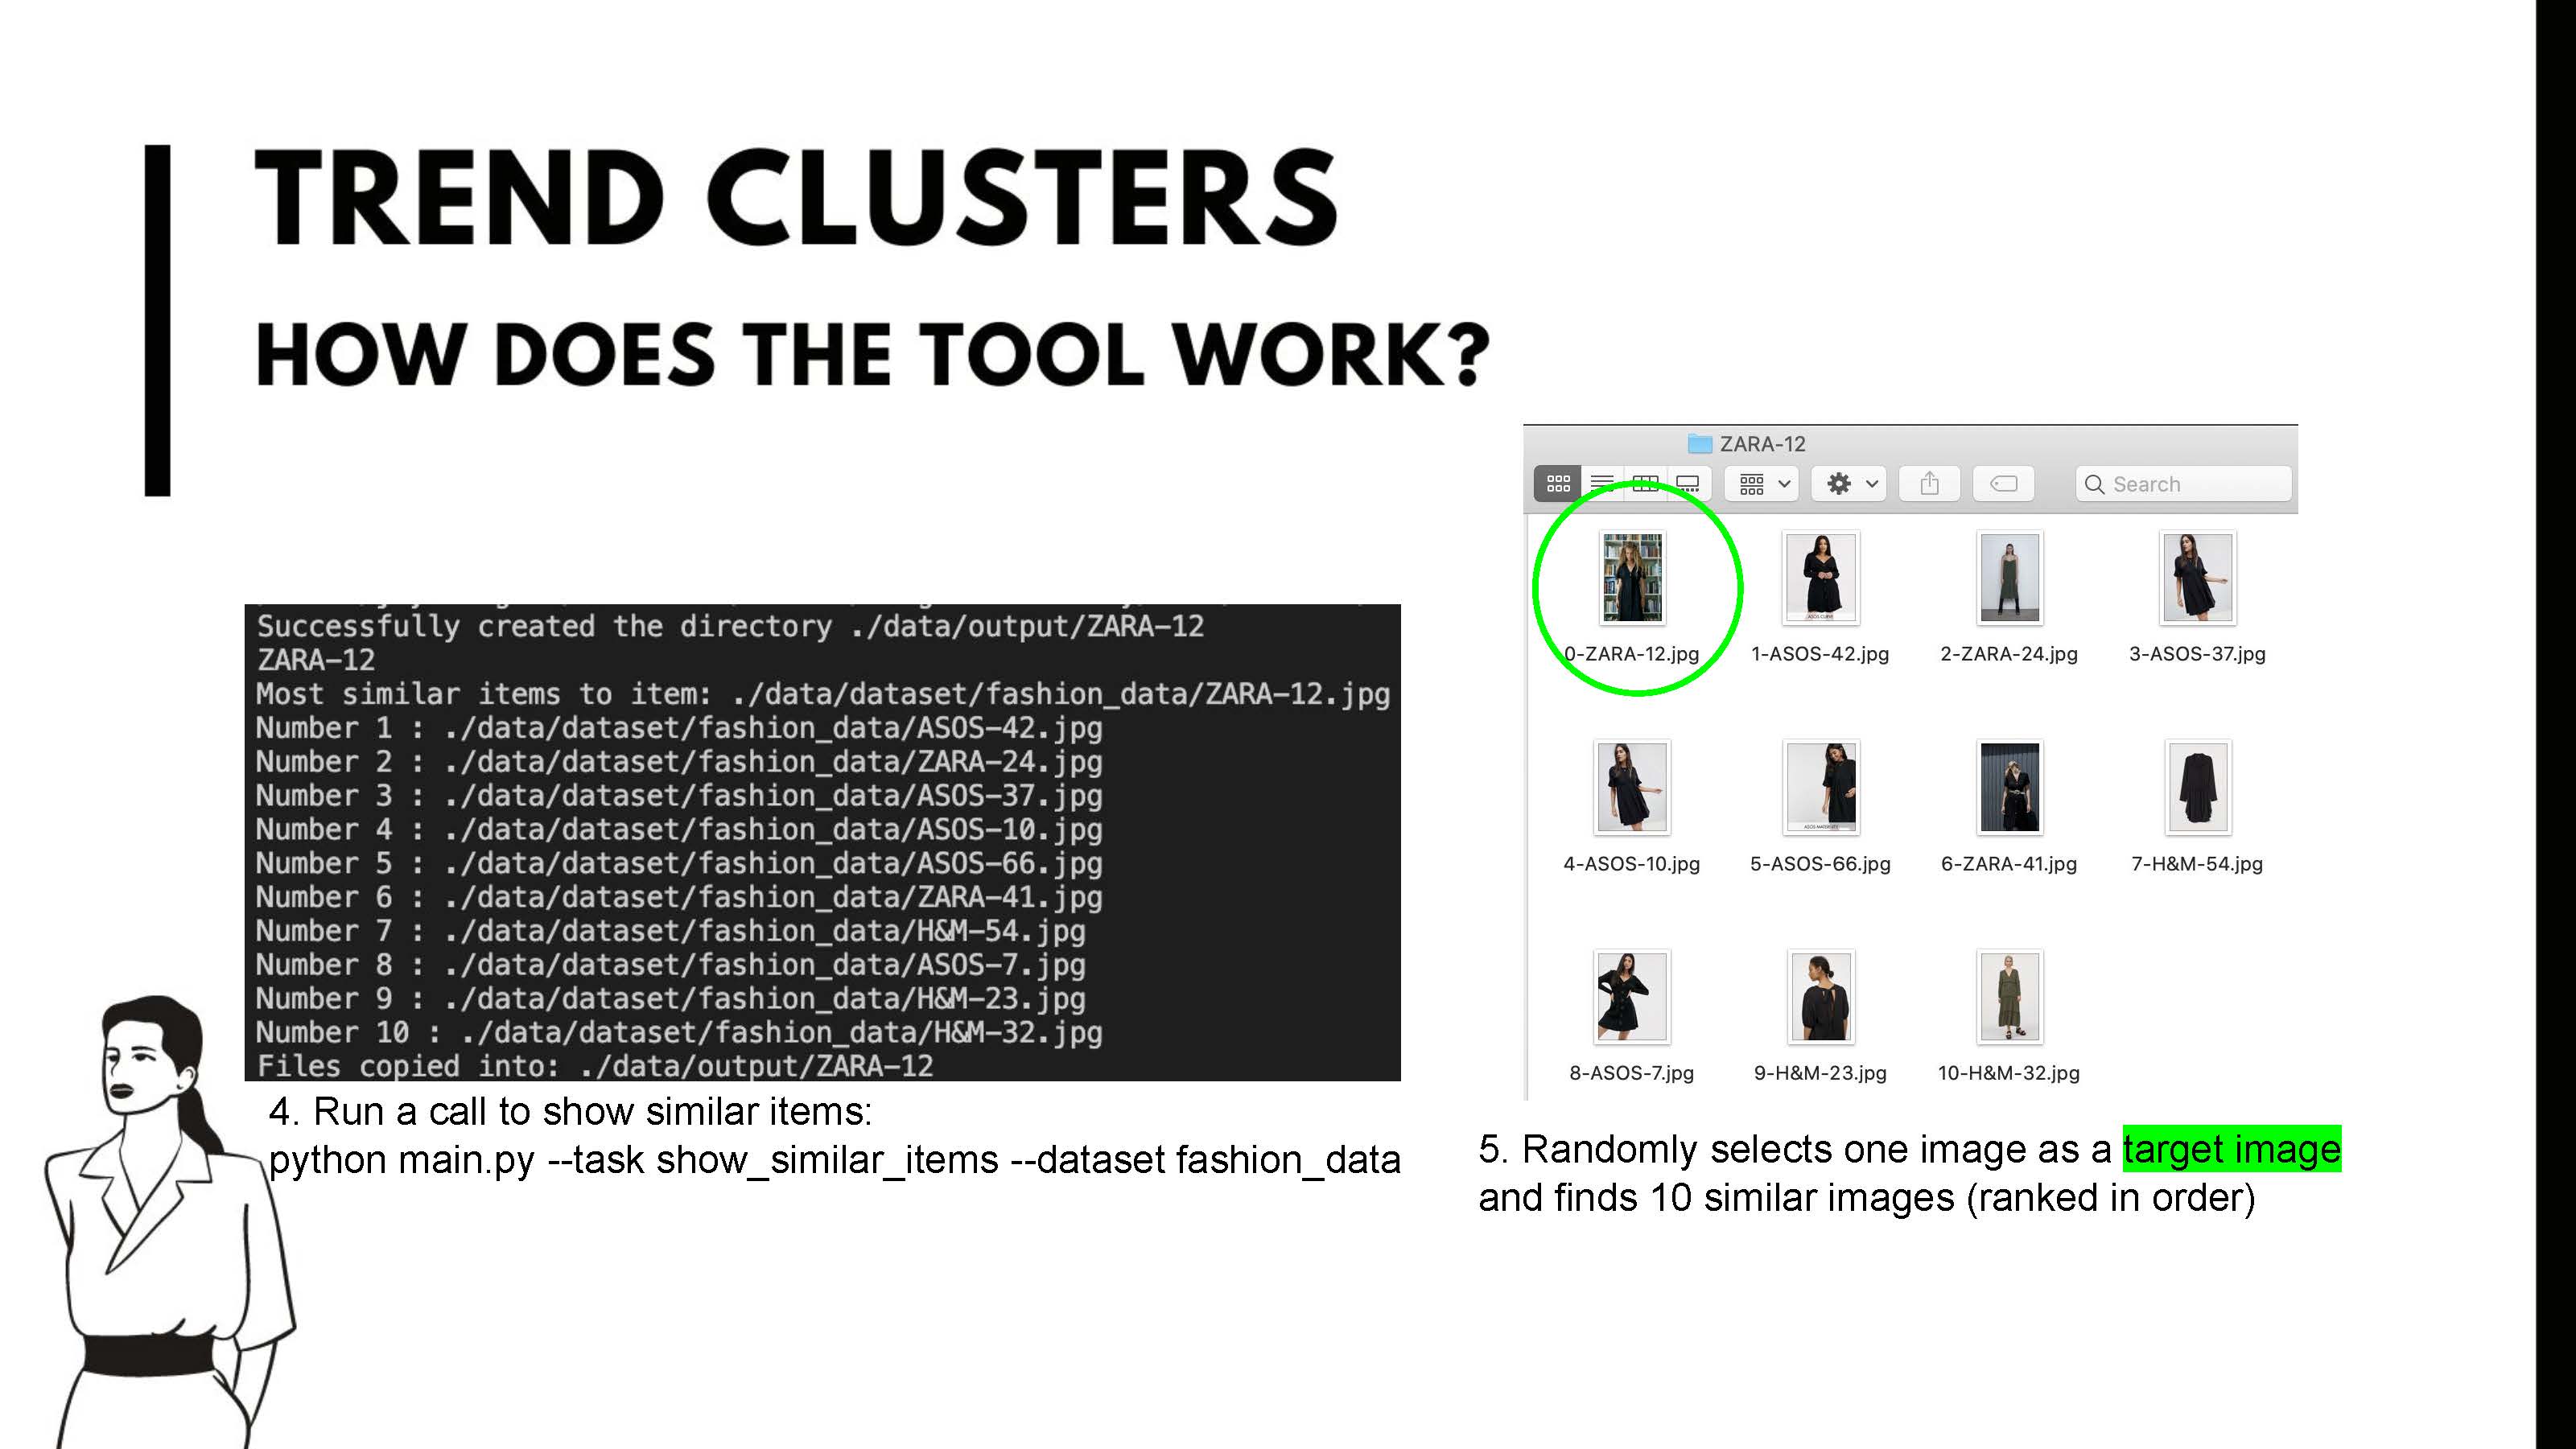 TREND CLUSTERS
HOW DOES THE TOOL WORK?
Successfully created the directory ./data/output/ZARA-12
ZARA-12
Most similar items to item: ./data/dataset/fashion_data/ZARA-12.jpg
Number 1 : ./data/dataset/fashion_data/ASOS-42.jpg
Number 2 : ./data/dataset/fashion_data/ZARA-24.jpg
Number 3 : ./data/dataset/fashion_data/ASOS-37.jpg
Number 4 : ./data/dataset/fashion_data/ASOS-10.jpg
Number 5 : ./data/dataset/fashion_data/ASOS-66.jpg
Number 6 : ./data/dataset/fashion_data/ZARA-41.jpg
Number 7 : ./data/dataset/fashion_data/H&M-54.jpg
Number 8 : ./data/dataset/fashion_data/ASOS-7.jpg
Number 9 : ./data/dataset/fashion_data/H&M-23.jpg
Number 10 : ./data/dataset/fashion_data/H&M-32.jpg
Files copied into: ./data/output/ZARA-12
4. Run a call to show similar items:
python main.py --task show_similar_items --dataset fashion_data
ZARA-12
Search
ASOS CURVE
0-ZARA-12.jpg 1-ASOS-42.jpg 2-ZARA-24.jpg 3-ASOS-37.jpg
4-ASOS-10.jpg 5-ASOS-66.jpg 6-ZARA-41.jpg 7-H&M-54.jpg
8-ASOS-7.jpg 9-H&M-23.jpg 10-H&M-32.jpg
5. Randomly selects one image as a target image
and finds 10 similar images (ranked in order)